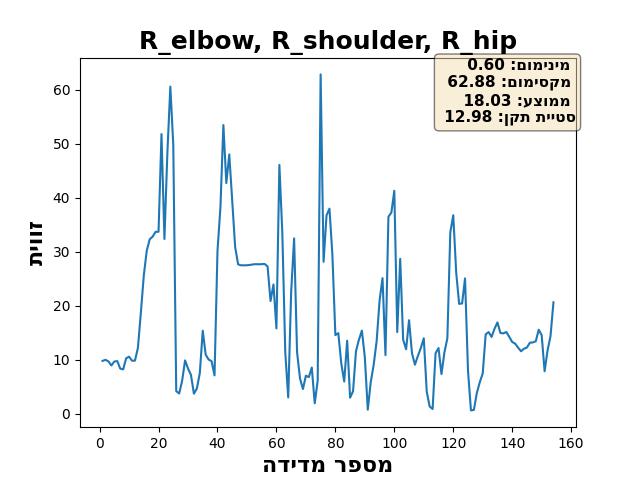 R_elbow, R_shoulder, R_hip
מינימום: 0.60
מקסימום: 62.88
ממוצע: 18.03
סטיית תקן: 12.98
זווית
60
50
40
30
20
10
0
0 20 40 60 80 100 120 140 160
מספר מדידה